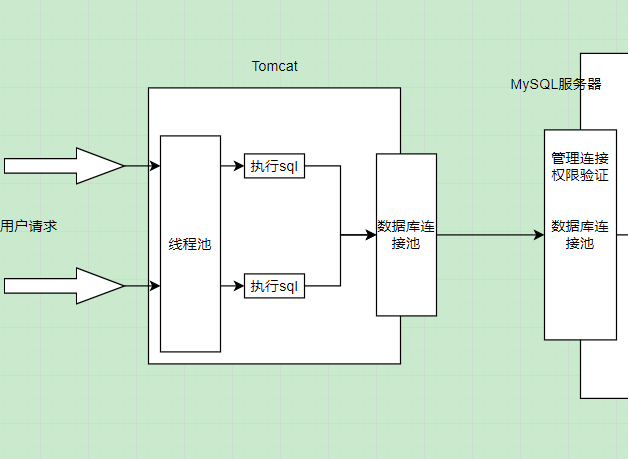 Tomcat
MySQL服务器
执行sql
管理连接
权限验证
用户请求
线程池
数据库连
接池
数据库连
接池
执行sql